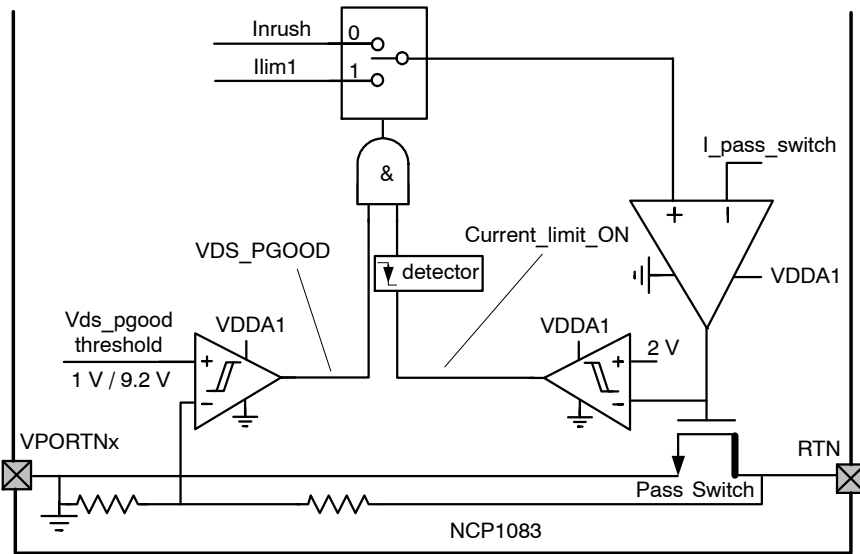 Inrush
0
Ilim1
1
I_pass_switch
&
+
−
Current_limit_ON
VDS_PGOOD
detector
VDDA1
Vds_pgood
threshold
VDDA1
VDDA1
+
+
2 V
1 V / 9.2 V
−
−
VPORTNx
RTN
Pass Switch
NCP1083